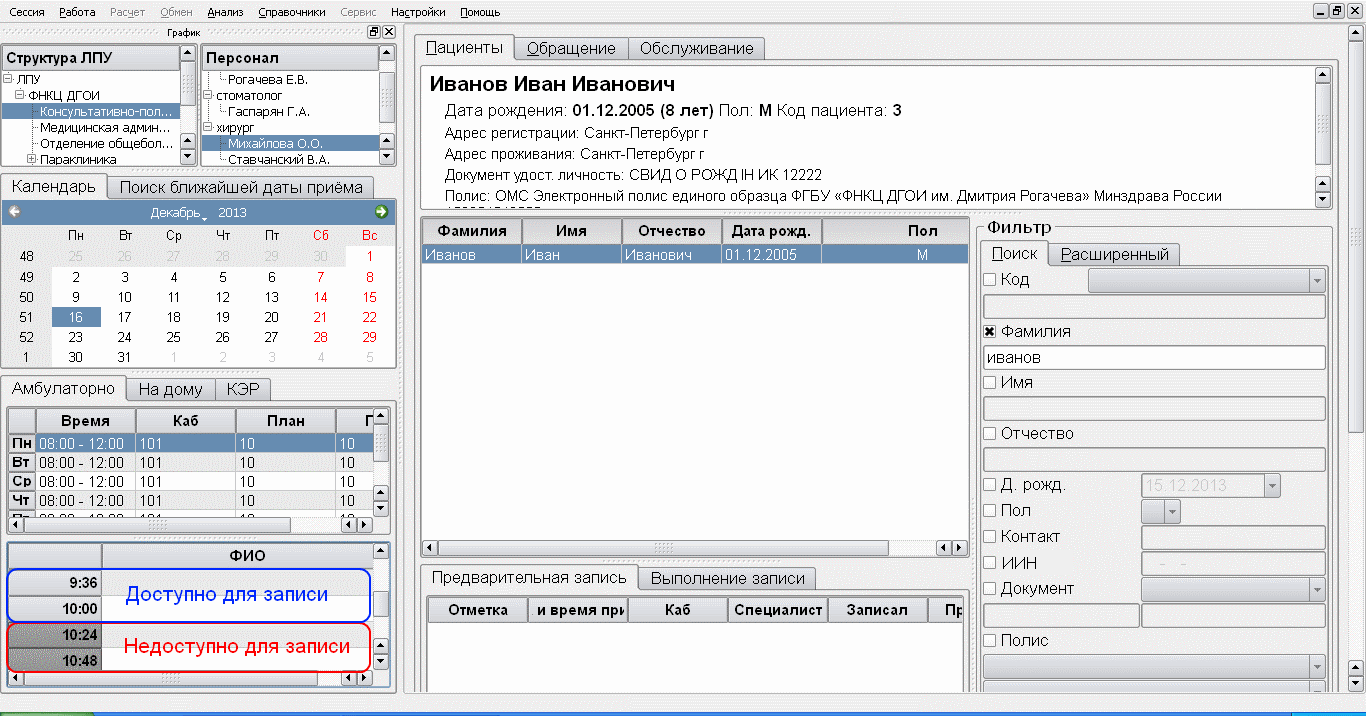 Сессия Работа Расчет Обмен Анализ Справочники Сервис Настройки Помощь
График
Структура ЛПУ
ЛПУ
ФНКЦ ДГОИ
Консультативно-пол...
Медицинская админ...
Отделение общебол...
Параклиника
Персонал
Рогачева Е.В.
стоматолог
Гаспарян Г.А.
хирург
Михайлова О.О.
Ставчанский В.А.
Календарь Поиск ближайшей даты приёма
Декабрь, 2013
Пн Вт Ср Чт Пт Сб Вс
48 25 26 27 28 29 30 1
49 2 3 4 5 6 7 8
50 9 10 11 12 13 14 15
51 16 17 18 19 20 21 22
52 23 24 25 26 27 28 29
1 30 31 1 2 3 4 5
Амбулаторно На дому КЭР
Время Каб План
Пн 08:00 - 12:00 101 10 10
Вт 08:00 - 12:00 101 10 10
Ср 08:00 - 12:00 101 10 10
Чт 08:00 - 12:00 101 10 10
ФИО
9:36
Доступно для записи
10:00
10:24
Недоступно для записи
10:48
Пациенты Обращение Обслуживание
Иванов Иван Иванович
Дата рождения: 01.12.2005 (8 лет) Пол: М Код пациента: 3
Адрес регистрации: Санкт-Петербург г
Адрес проживания: Санкт-Петербург г
Документ удост. личность: СВИД О РОЖД IH ИК 12222
Полис: ОМС Электронный полис единого образца ФГБУ «ФНКЦ ДГОИ им. Дмитрия Рогачева» Минздрава России
Фамилия Имя Отчество Дата рожд. Пол
Иванов Иван Иванович 01.12.2005 М
Предварительная запись Выполнение записи
Отметка и время при Каб Специалист Записал Пр
Фильтр
Поиск Расширенный
Код
Фамилия
иванов
Имя
Отчество
Д. рожд. 15.12.2013
Пол
Контакт
ИИН - -
Документ
Полис